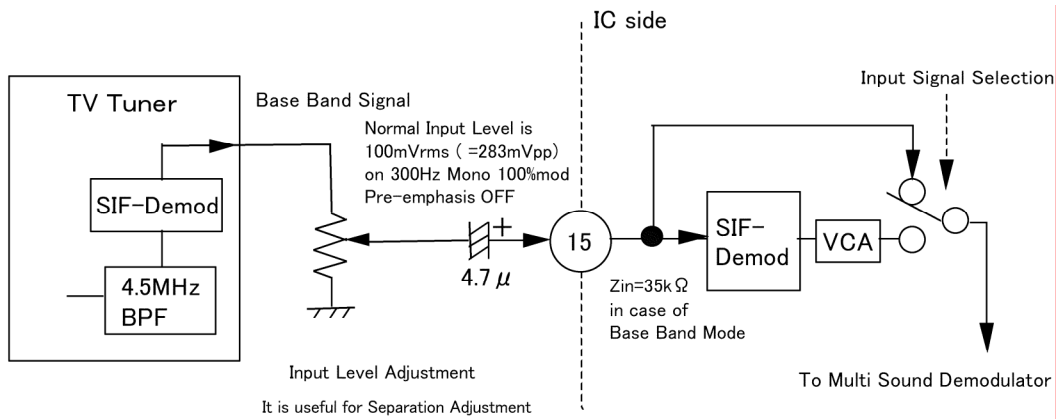 IC side
TV Tuner
Base Band Signal
Input Signal Selection
Normal Input Level is
100mVrms ( =283mVpp)
on 300Hz Mono 100%mod
Pre-emphasis OFF
SIF-Demod
+
15
SIF-
Demod
VCA
4.7μ
4.5MHz
BPF
Zin=35kΩ
in case of
Base Band Mode
Input Level Adjustment
To Multi Sound Demodulator
It is useful for Separation Adjustment